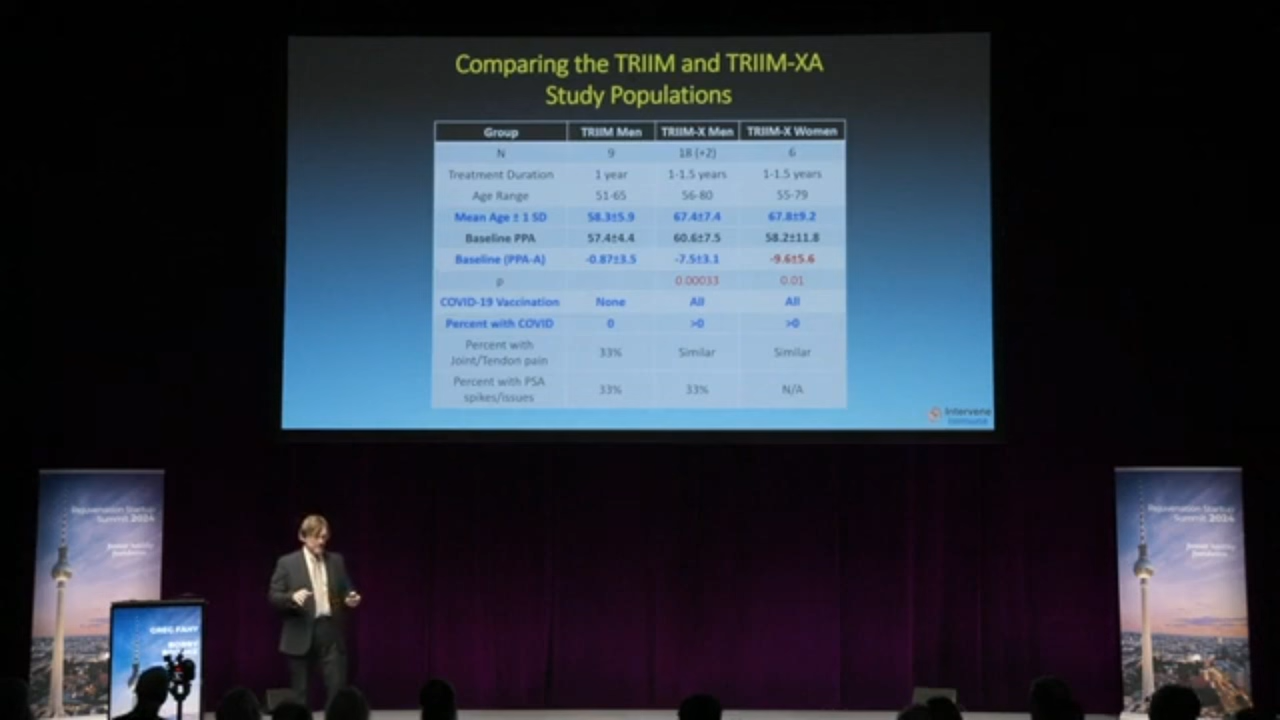 Comparing the TRIIM and TRIIM-XA
Study Populations
Group TRIIM Men TRIIM-X Men TRIIM-X Women
N 9 18 (+2) 6
Treatment Duration 1 year 1-1.5 years 1-1.5 years
Age Range 51-65 56-80 55-79
Mean Age ± 1 SD 58.3±5.9 67.4±7.4 67.8±9.2
Baseline PPA 57.4±4.4 60.6±7.5 58.2±11.8
Baseline (PPA-A) -0.87±3.5 -7.5±3.1 -9.6±5.6
p 0.00033 0.01
COVID-19 Vaccination None All All
Percent with COVID 0 >0 >0
Percent with
Joint/Tendon pain 33% Similar Similar
Percent with PSA
spikes/issues 33% 33% N/A
Intervene
Immune
Rejuvenation Startup
Summit 2024
Rejuvenation Startup
Summit 2024
GREG FAHY
BOBBY